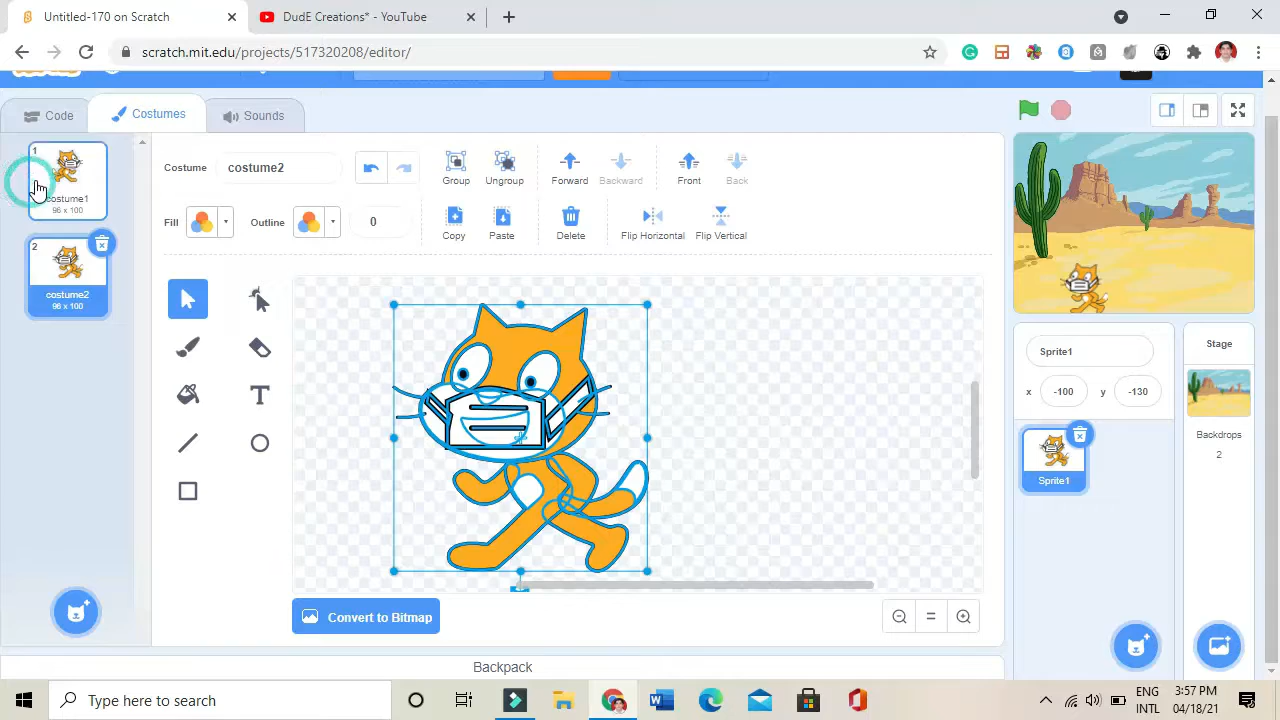 Untitled-170 on Scratch
DudE Creations* - YouTube
scratch.mit.edu/projects/517320208/editor/
Code
Costumes
Sounds
1
costume1
96 x 100
2
costume2
96 x 100
Costume
costume2
Group
Ungroup
Forward
Backward
Front
Back
Fill
Outline
0
Copy
Paste
Delete
Flip Horizontal
Flip Vertical
T
Convert to Bitmap
Backpack
Sprite1
x
-100
y
-130
Sprite1
Stage
Backdrops
2
Type here to search
ENG
INTL
3:57 PM
04/18/21